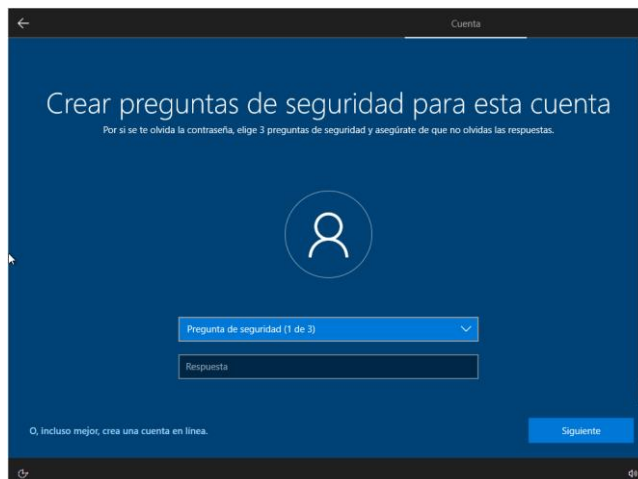 Cuenta
Crear preguntas de seguridad para esta cuenta
Por si se te olvida la contraseña, elige 3 preguntas de seguridad y asegúrate de que no olvidas las respuestas.
Pregunta de seguridad (1 de 3)
Respuesta
O, incluso mejor, crea una cuenta en línea.
Siguiente